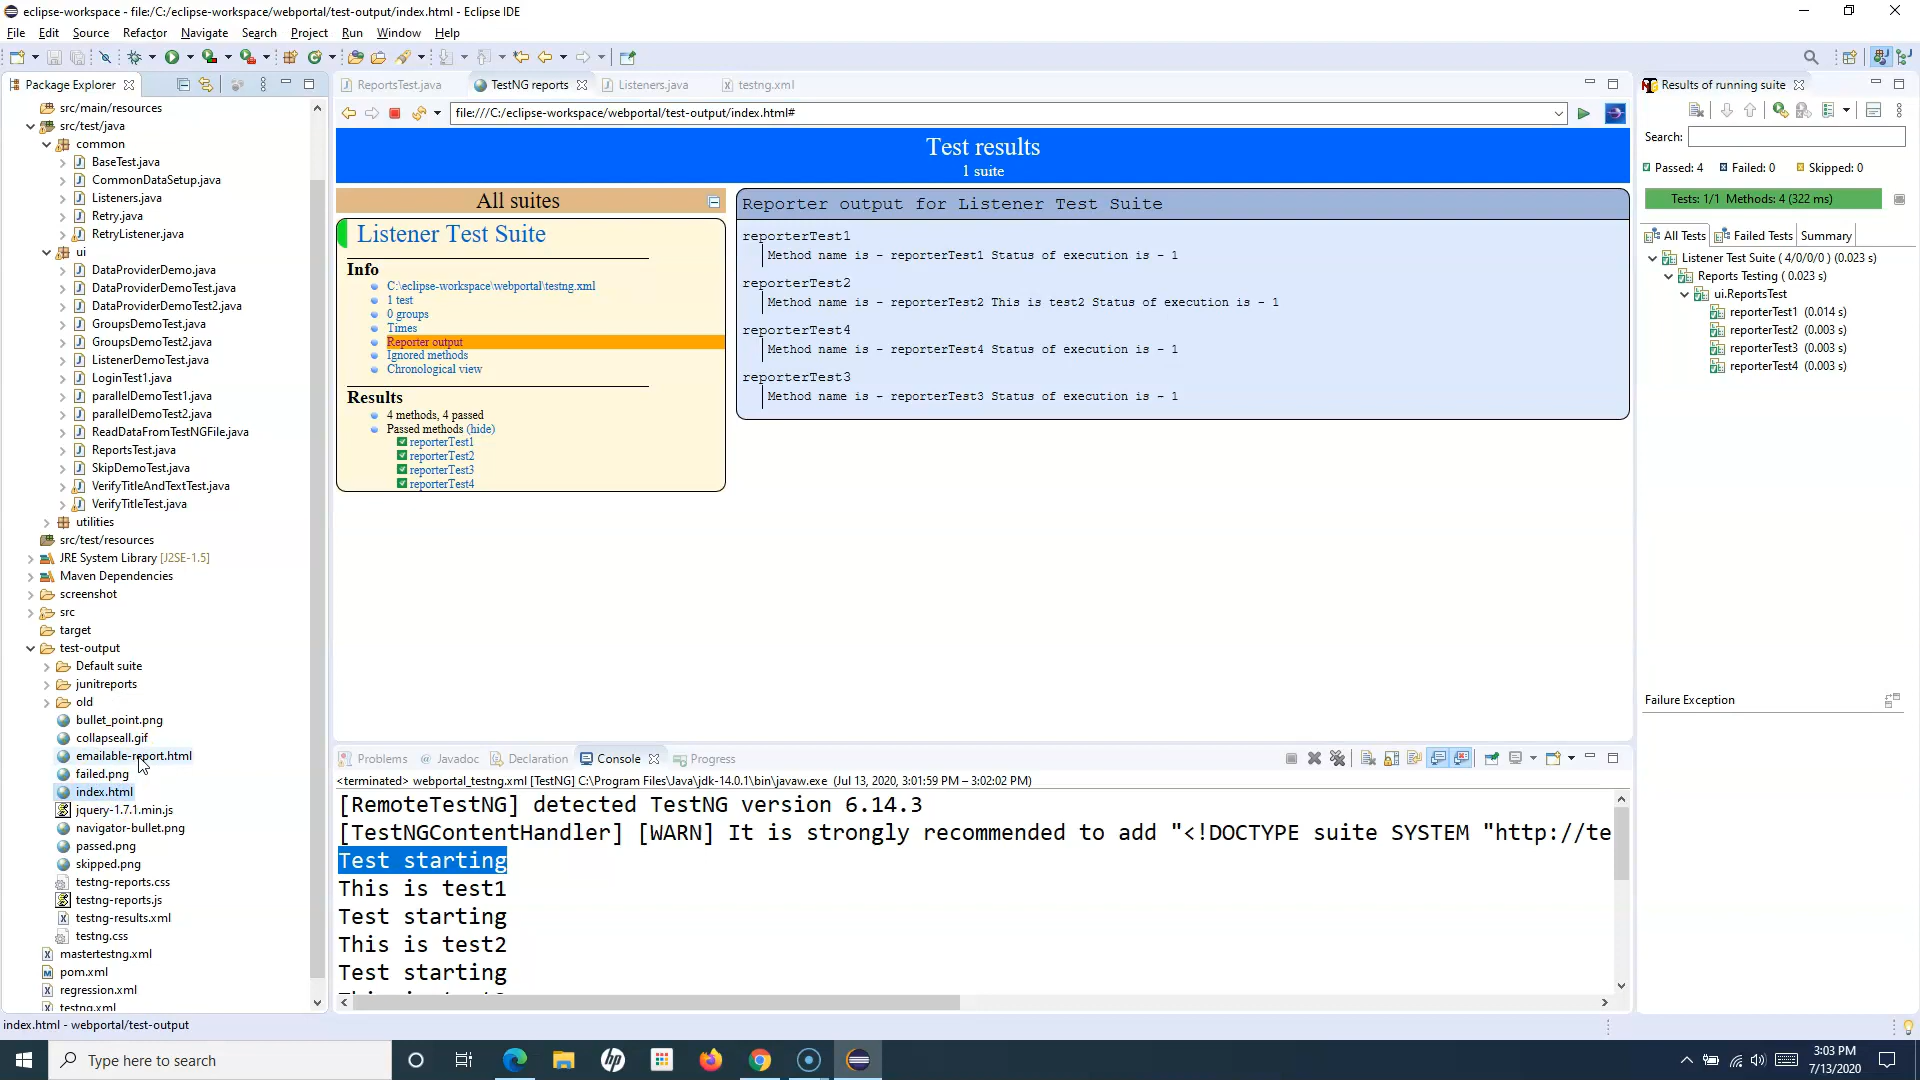 eclipse-workspace - file:/C:/eclipse-workspace/webportal/test-output/index.html - Eclipse IDE
File Edit Source Refactor Navigate Search Project Run Window Help
Package Explorer
src/main/resources
src/test/java
common
BaseTest.java
CommonDataSetup.java
Listeners.java
Retry.java
RetryListener.java
ui
DataProviderDemo.java
DataProviderDemoTest.java
DataProviderDemoTest2.java
GroupsDemoTest.java
GroupsDemoTest2.java
ListenerDemoTest.java
LoginTest1.java
parallelDemoTest1.java
parallelDemoTest2.java
ReadDataFromTestNGFile.java
ReportsTest.java
SkipDemoTest.java
VerifyTitleAndTextTest.java
VerifyTitleTest.java
utilities
src/test/resources
JRE System Library [J2SE-1.5]
Maven Dependencies
screenshot
src
target
test-output
Default suite
junitreports
old
bullet_point.png
collapseall.gif
emailable-report.html
failed.png
index.html
jquery-1.7.1.min.js
navigator-bullet.png
passed.png
skipped.png
testng-reports.css
testng-reports.js
testng-results.xml
testng.css
mastertestng.xml
pom.xml
regression.xml
testng.xml
ReportsTest.java TestNG reports Listeners.java testng.xml
file:///C:/eclipse-workspace/webportal/test-output/index.html#
Test results
1 suite
All suites
Listener Test Suite
Info
C:\eclipse-workspace\webportal\testng.xml
1 test
0 groups
Times
Reporter output
Ignored methods
Chronological view
Results
4 methods, 4 passed
Passed methods (hide)
reporterTest1
reporterTest2
reporterTest3
reporterTest4
Reporter output for Listener Test Suite
reporterTest1
Method name is - reporterTest1 Status of execution is - 1
reporterTest2
Method name is - reporterTest2 This is test2 Status of execution is - 1
reporterTest4
Method name is - reporterTest4 Status of execution is - 1
reporterTest3
Method name is - reporterTest3 Status of execution is - 1
Problems Javadoc Declaration Console Progress
<terminated> webportal_testng.xml [TestNG] C:\Program Files\Java\jdk-14.0.1\bin\javaw.exe (Jul 13, 2020, 3:01:59 PM – 3:02:02 PM)
[RemoteTestNG] detected TestNG version 6.14.3
[TestNGContentHandler] [WARN] It is strongly recommended to add "<!DOCTYPE suite SYSTEM "http://te
Test starting
This is test1
Test starting
This is test2
Test starting
Results of running suite
Search:
Passed: 4 Failed: 0 Skipped: 0
Tests: 1/1 Methods: 4 (322 ms)
All Tests Failed Tests Summary
Listener Test Suite ( 4/0/0/0 ) (0.023 s)
Reports Testing ( 0.023 s)
ui.ReportsTest
reporterTest1 (0.014 s)
reporterTest2 (0.003 s)
reporterTest3 (0.003 s)
reporterTest4 (0.003 s)
Failure Exception
index.html - webportal/test-output
Type here to search
3:03 PM
7/13/2020